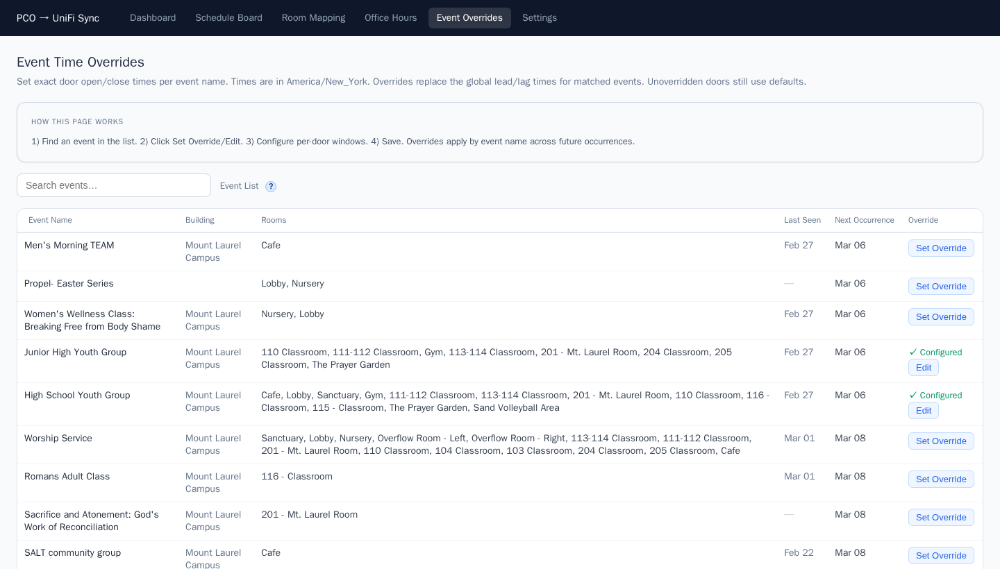 PCO → UniFi Sync Dashboard Schedule Board Room Mapping Office Hours Event Overrides Settings
Event Time Overrides
Set exact door open/close times per event name. Times are in America/New_York. Overrides replace the global lead/lag times for matched events. Unoverridden doors still use defaults.
HOW THIS PAGE WORKS
1) Find an event in the list. 2) Click Set Override/Edit. 3) Configure per-door windows. 4) Save. Overrides apply by event name across future occurrences.
Search events… Event List ?
Event Name Building Rooms Last Seen Next Occurrence Override
Men's Morning TEAM Mount Laurel Cafe Feb 27 Mar 06 Set Override
Campus
Propel- Easter Series Lobby, Nursery — Mar 06 Set Override
Women's Wellness Class: Mount Laurel Nursery, Lobby Feb 27 Mar 06 Set Override
Breaking Free from Body Shame Campus
Junior High Youth Group Mount Laurel 110 Classroom, 111-112 Classroom, Gym, 113-114 Classroom, 201 - Mt. Laurel Room, 204 Classroom, 205 Feb 27 Mar 06 ✓ Configured
Campus Classroom, The Prayer Garden Edit
High School Youth Group Mount Laurel Cafe, Lobby, Sanctuary, Gym, 111-112 Classroom, 113-114 Classroom, 201 - Mt. Laurel Room, 110 Classroom, 116 - Feb 27 Mar 06 ✓ Configured
Campus Classroom, 115 - Classroom, The Prayer Garden, Sand Volleyball Area Edit
Worship Service Mount Laurel Sanctuary, Lobby, Nursery, Overflow Room - Left, Overflow Room - Right, 113-114 Classroom, 111-112 Classroom, Mar 01 Mar 08 Set Override
Campus 201 - Mt. Laurel Room, 110 Classroom, 104 Classroom, 103 Classroom, 204 Classroom, 205 Classroom, Cafe
Romans Adult Class Mount Laurel 116 - Classroom Mar 01 Mar 08 Set Override
Campus
Sacrifice and Atonement: God's Mount Laurel 201 - Mt. Laurel Room — Mar 08 Set Override
Work of Reconciliation Campus
SALT community group Mount Laurel Cafe Feb 22 Mar 08 Set Override
Campus